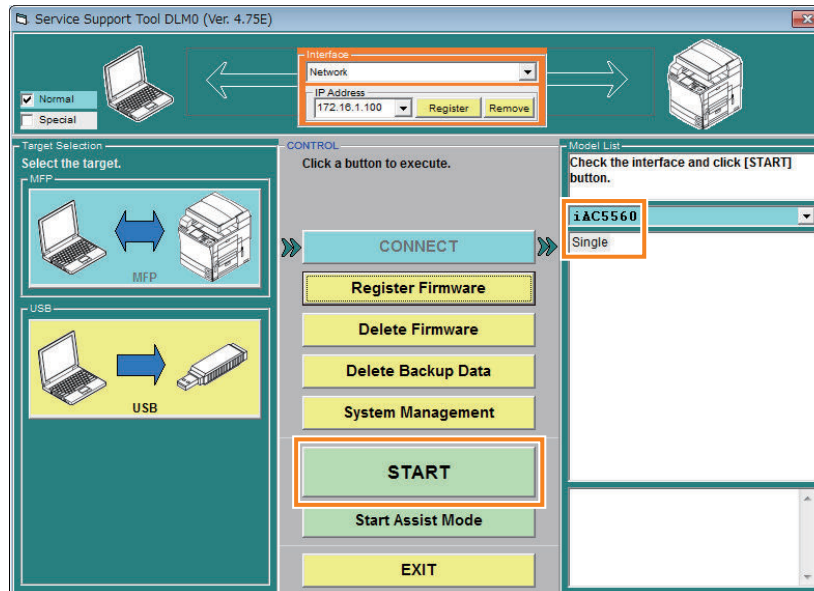 Service Support Tool DLM0 (Ver. 4.75E)
Normal
Special
Interface
Network
IP Address
172.16.1.100
Register
Remove
Target Selection
Select the target.
MFP
MFP
USB
USB
CONTROL
Click a button to execute.
CONNECT
Register Firmware
Delete Firmware
Delete Backup Data
System Management
START
Start Assist Mode
EXIT
Model List
Check the interface and click [START]
button.
iAC5560
Single